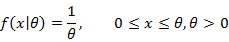 f(x|θ) = 1/θ,   0 ≤ x ≤ θ, θ > 0